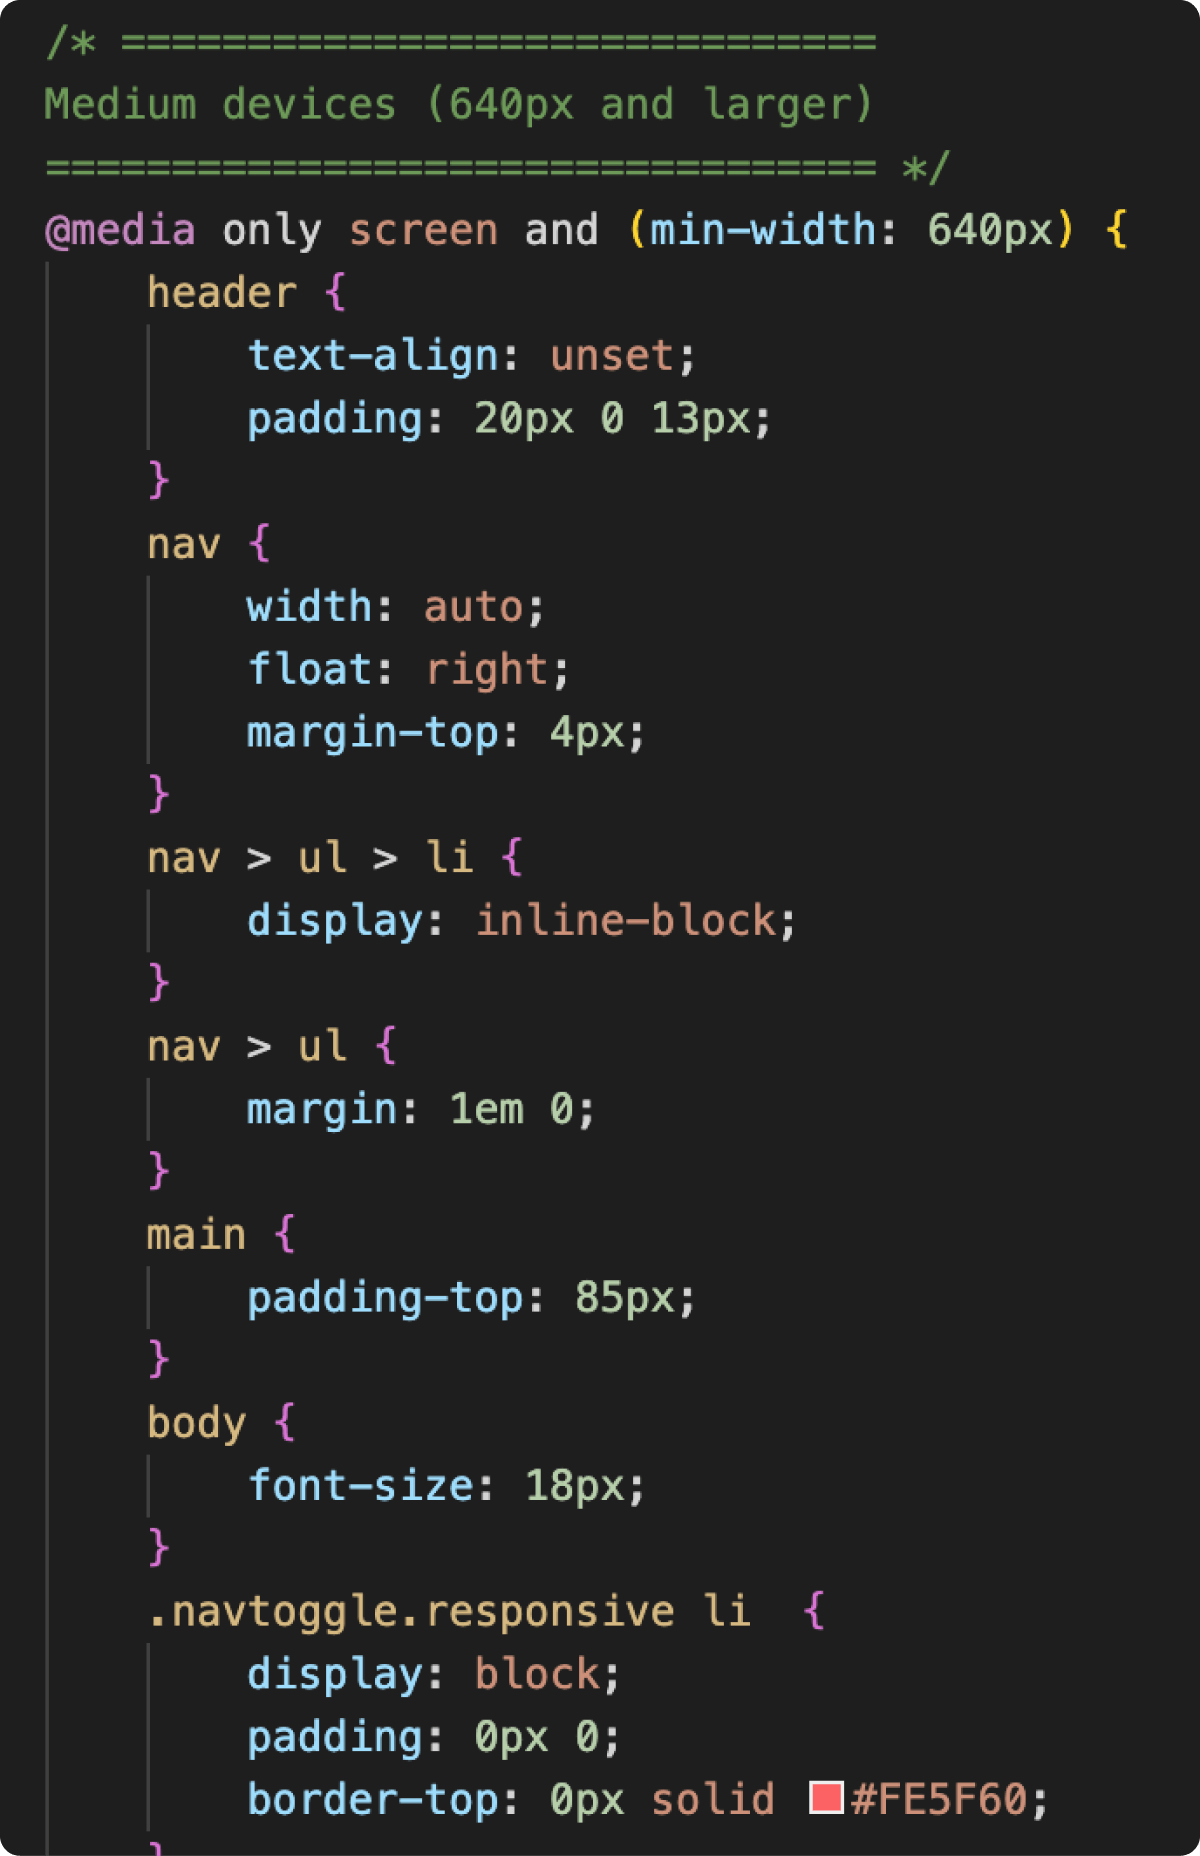 /* ==============================
Medium devices (640px and larger)
================================= */
@media only screen and (min-width: 640px) {
    header {
        text-align: unset;
        padding: 20px 0 13px;
    }
    nav {
        width: auto;
        float: right;
        margin-top: 4px;
    }
    nav > ul > li {
        display: inline-block;
    }
    nav > ul {
        margin: 1em 0;
    }
    main {
        padding-top: 85px;
    }
    body {
        font-size: 18px;
    }
    .navtoggle.responsive li  {
        display: block;
        padding: 0px 0;
        border-top: 0px solid #FE5F60;
    }